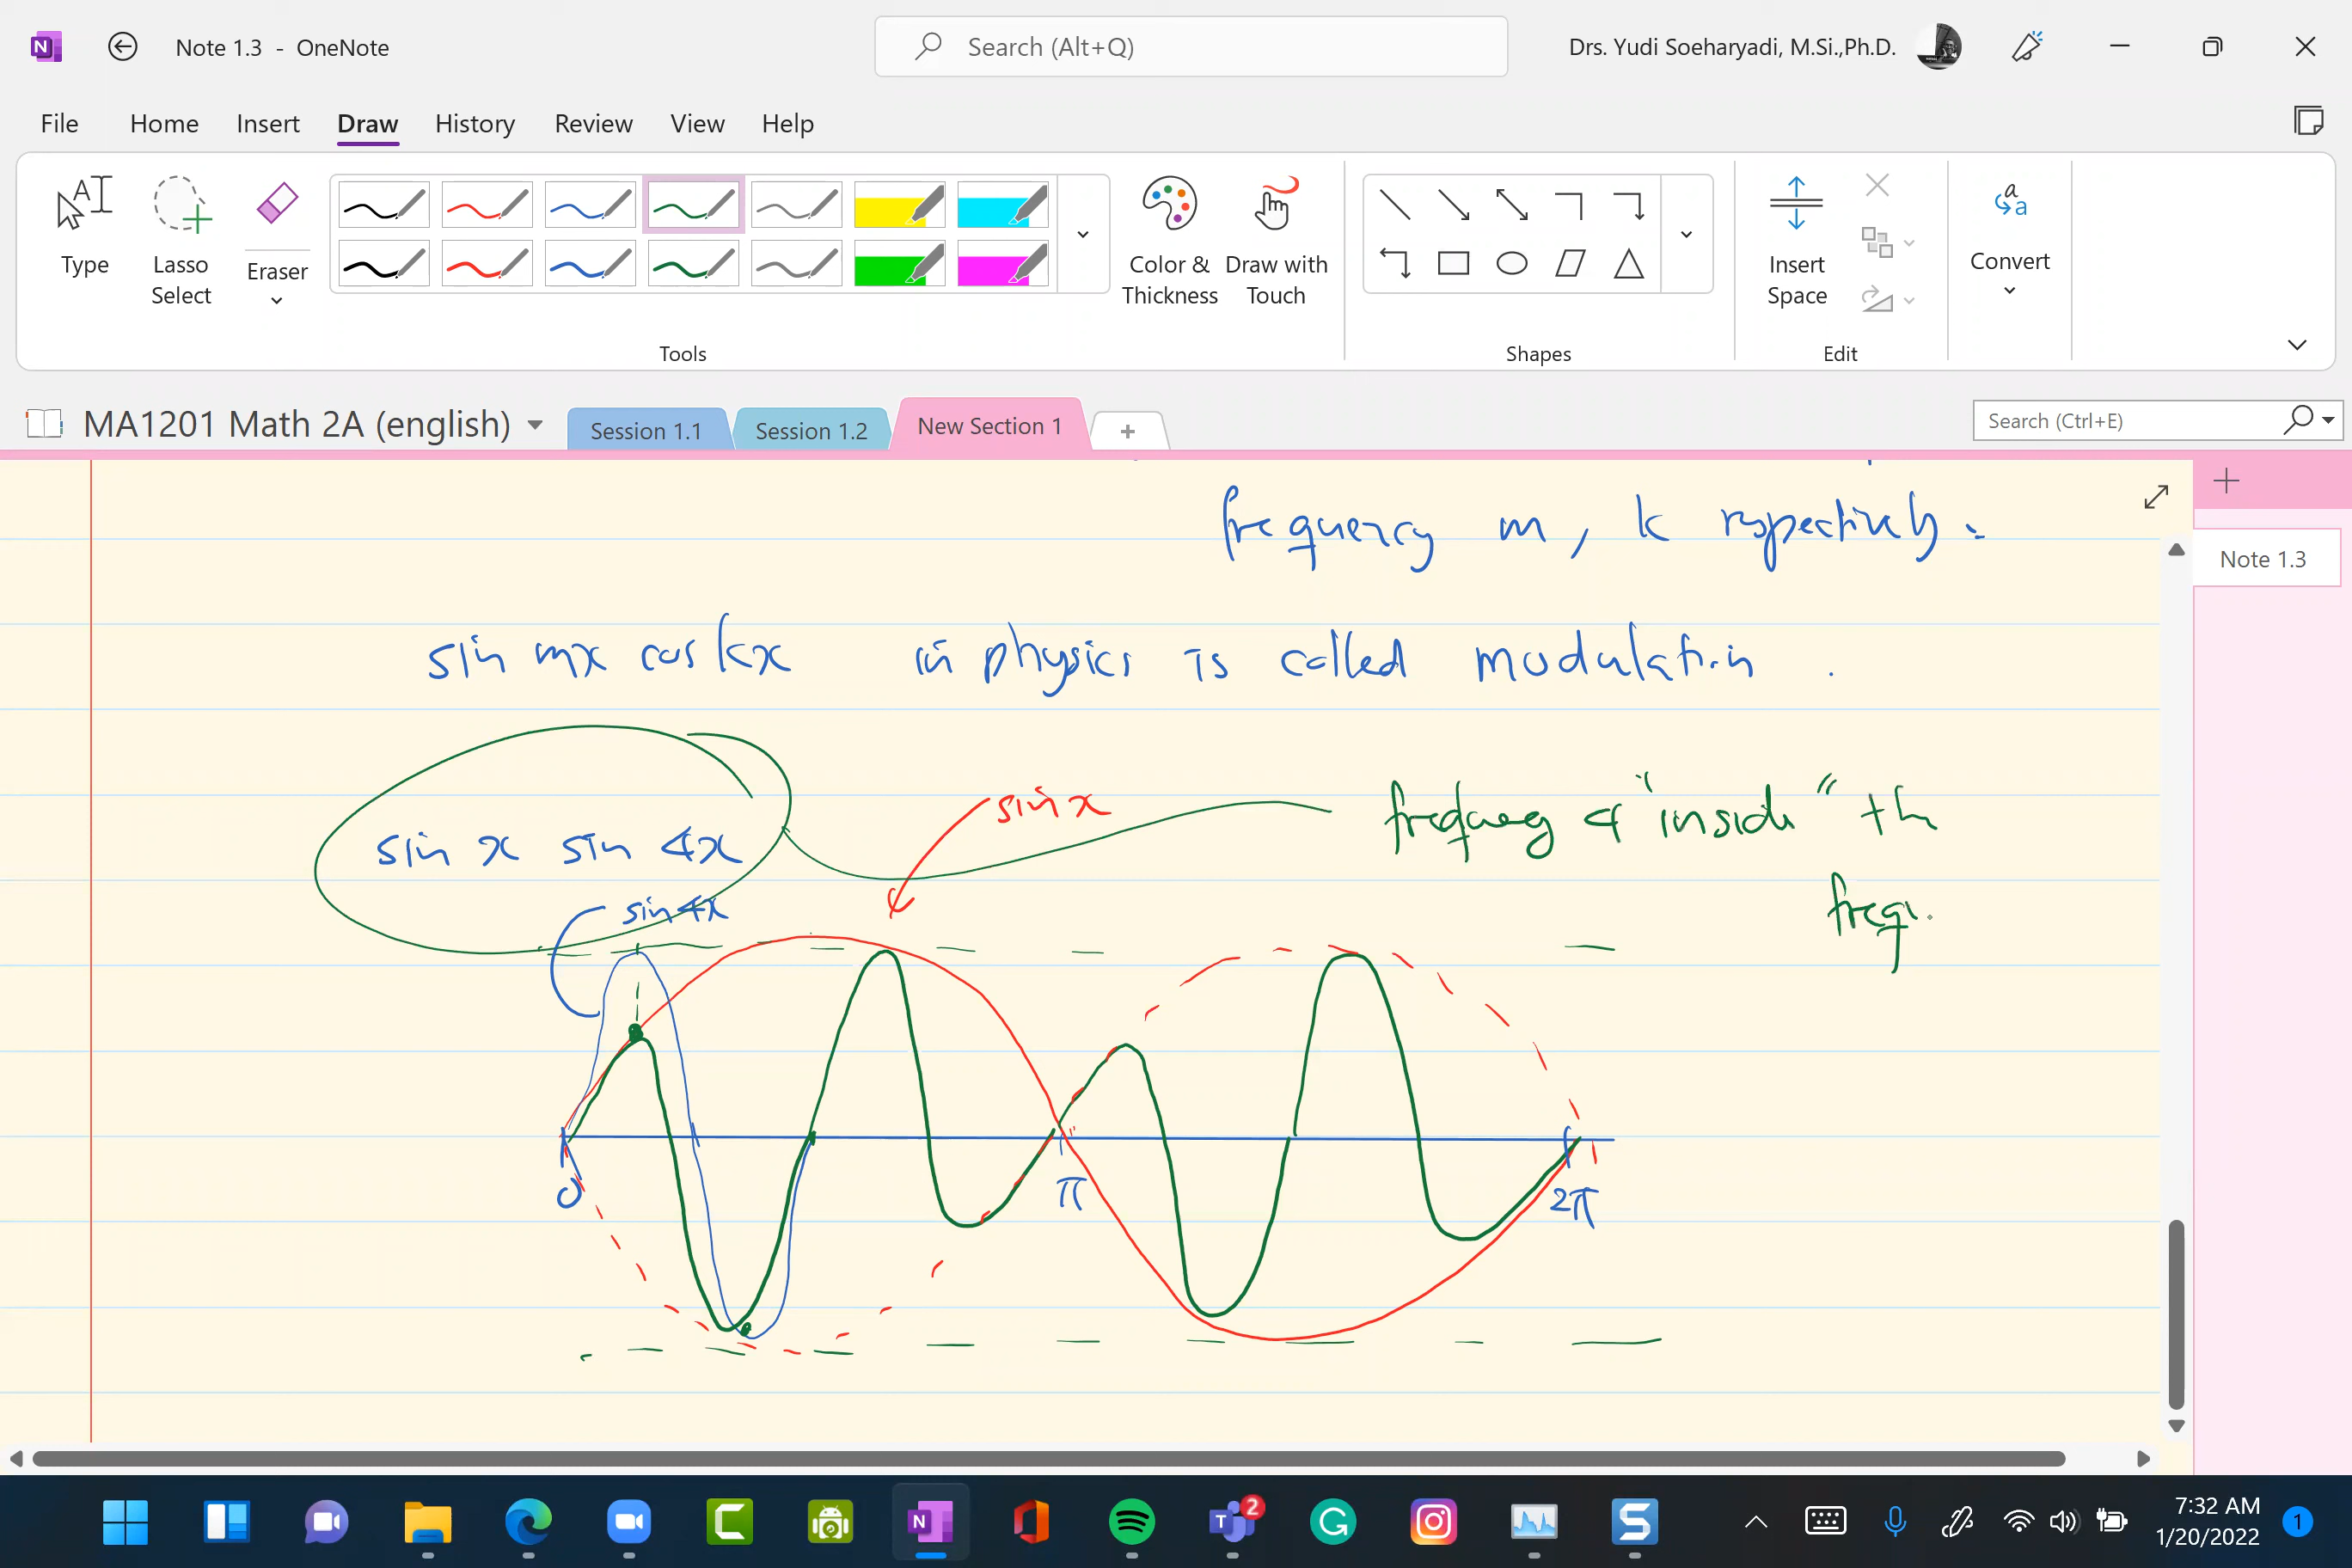 Note 1.3 - OneNote
Search (Alt+Q)
Drs. Yudi Soeharyadi, M.Si.,Ph.D.
File Home Insert Draw History Review View Help
Type
Lasso Select
Eraser
Color & Thickness
Draw with Touch
Insert Space
Convert
Tools Shapes Edit
MA1201 Math 2A (english)
Session 1.1 Session 1.2 New Section 1 +
Search (Ctrl+E)
Note 1.3
frequency m, k respectively.
sin mx cos kx in physics is called modulation.
sin x sin 4x
sin x
frequency of "inside" th
freq.
sin 4x
0 π 2π
2
7:32 AM
1/20/2022
1